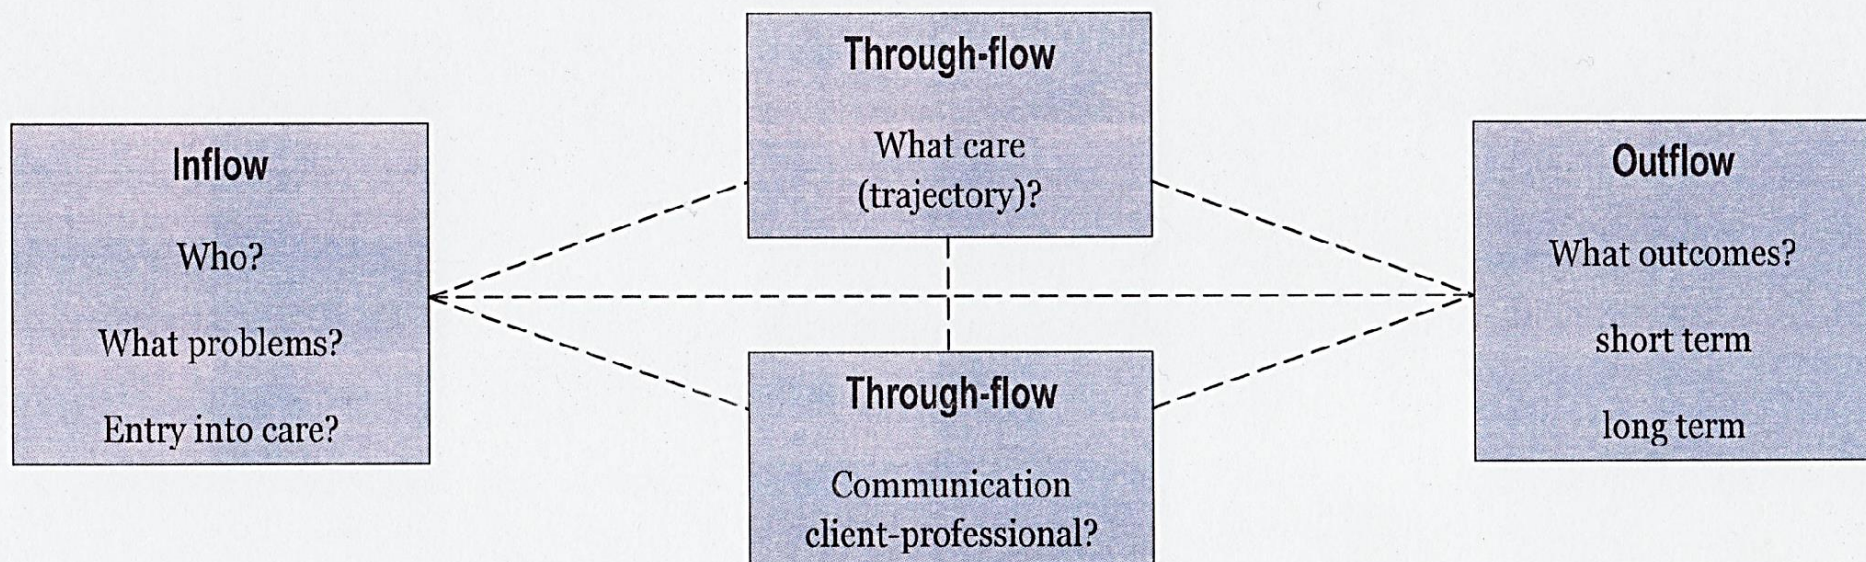 Inflow
Who?
What problems?
Entry into care?
Through-flow
What care
(trajectory)?
Through-flow
Communication
client-professional?
Outflow
What outcomes?
short term
long term